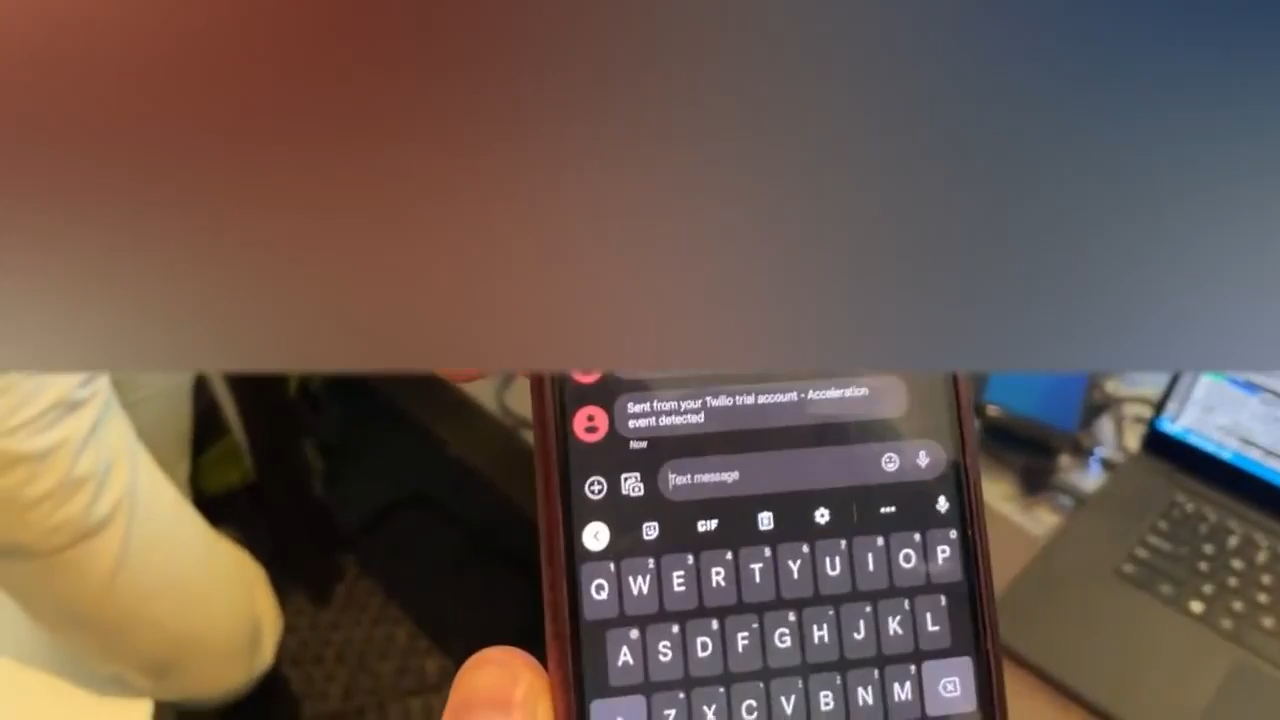 Sent from your Twilio trial account - Acceleration
event detected
Now
Text message
GIF
Q W E R T Y U I O P
A S D F G H J K L
Z X C V B N M